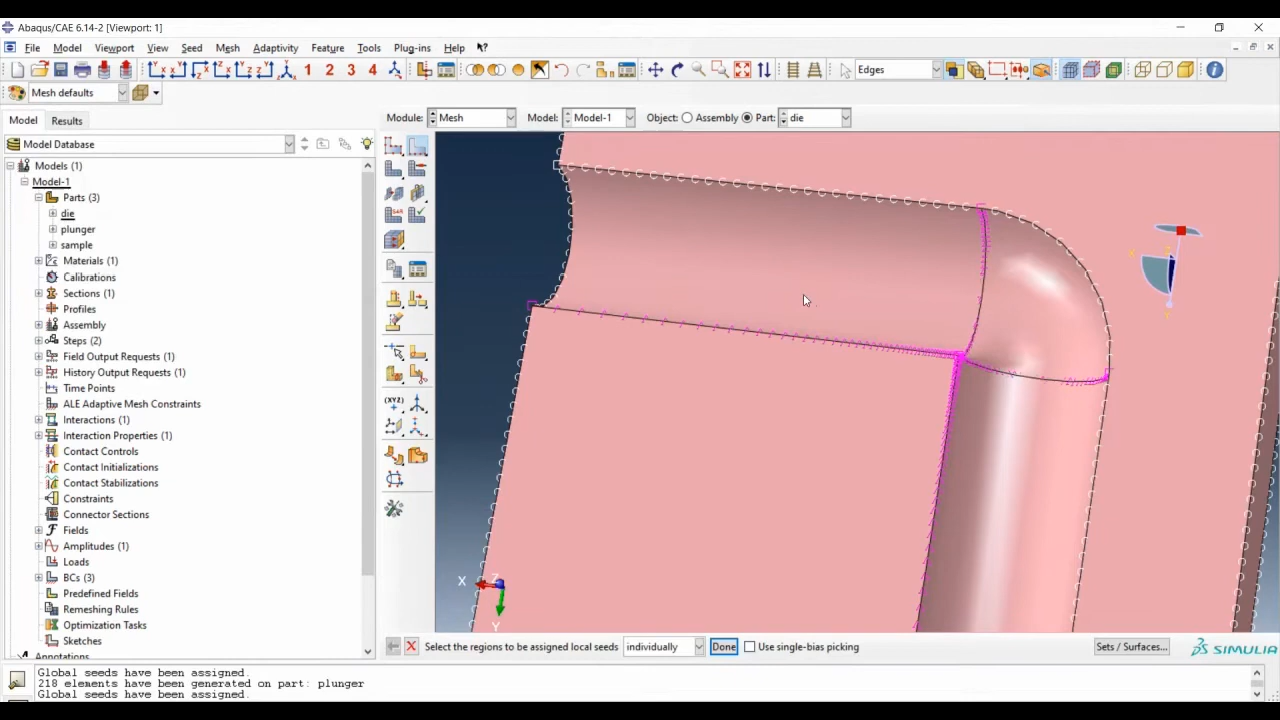 Abaqus/CAE 6.14-2 [Viewport: 1]
File Model Viewport View Seed Mesh Adaptivity Feature Tools Plug-ins Help
1 2 3 4 Edges
Mesh defaults
Model Results
Module: Mesh Model: Model-1 Object: Assembly Part: die
Model Database
Models (1)
Model-1
Parts (3)
die
plunger
sample
Materials (1)
Calibrations
Sections (1)
Profiles
Assembly
Steps (2)
Field Output Requests (1)
History Output Requests (1)
Time Points
ALE Adaptive Mesh Constraints
Interactions (1)
Interaction Properties (1)
Contact Controls
Contact Initializations
Contact Stabilizations
Constraints
Connector Sections
Fields
Amplitudes (1)
Loads
BCs (3)
Predefined Fields
Remeshing Rules
Optimization Tasks
Sketches
Annotations
(XYZ)
X
Z
Y
Select the regions to be assigned local seeds individually Done Use single-bias picking Sets / Surfaces...
SIMULIA
Global seeds have been assigned.
218 elements have been generated on part: plunger
Global seeds have been assigned.